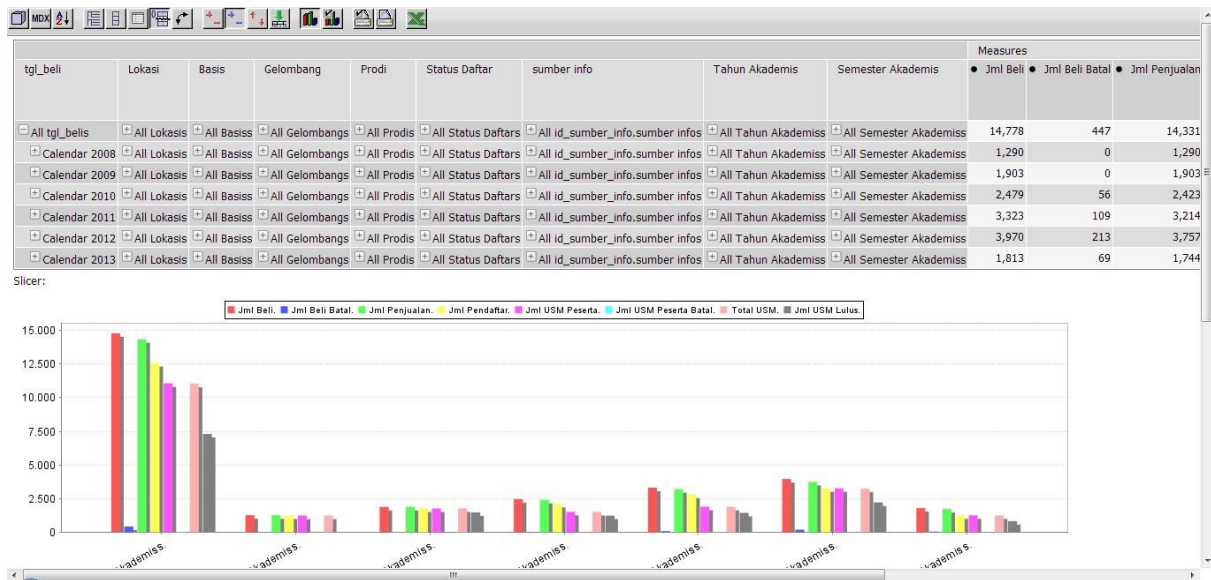 MDX
Measures
tgl_beli Lokasi Basis Gelombang Prodi Status Daftar sumber info Tahun Akademis Semester Akademis ● Jml Beli ● Jml Beli Batal ● Jml Penjualan
All tgl_belis All Lokasis All Basiss All Gelombangs All Prodis All Status Daftars All id_sumber_info.sumber infos All Tahun Akademiss All Semester Akademiss 14,778 447 14,331
Calendar 2008 All Lokasis All Basiss All Gelombangs All Prodis All Status Daftars All id_sumber_info.sumber infos All Tahun Akademiss All Semester Akademiss 1,290 0 1,290
Calendar 2009 All Lokasis All Basiss All Gelombangs All Prodis All Status Daftars All id_sumber_info.sumber infos All Tahun Akademiss All Semester Akademiss 1,903 0 1,903
Calendar 2010 All Lokasis All Basiss All Gelombangs All Prodis All Status Daftars All id_sumber_info.sumber infos All Tahun Akademiss All Semester Akademiss 2,479 56 2,423
Calendar 2011 All Lokasis All Basiss All Gelombangs All Prodis All Status Daftars All id_sumber_info.sumber infos All Tahun Akademiss All Semester Akademiss 3,323 109 3,214
Calendar 2012 All Lokasis All Basiss All Gelombangs All Prodis All Status Daftars All id_sumber_info.sumber infos All Tahun Akademiss All Semester Akademiss 3,970 213 3,757
Calendar 2013 All Lokasis All Basiss All Gelombangs All Prodis All Status Daftars All id_sumber_info.sumber infos All Tahun Akademiss All Semester Akademiss 1,813 69 1,744
Slicer:
Jml Beli. Jml Beli Batal. Jml Penjualan. Jml Pendaftar. Jml USM Peserta. Jml USM Peserta Batal. Total USM. Jml USM Lulus.
15.000
12.500
10.000
7.500
5.000
2.500
0
kademiss. kademiss. kademiss. kademiss. kademiss. kademiss. kademiss.